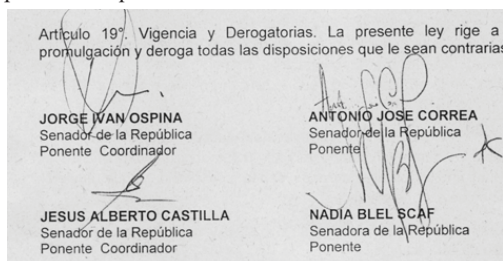 Artículo 19°. Vigencia y Derogatorias. La presente ley rige a
promulgación y deroga todas las disposiciones que le sean contrarias
JORGE IVAN OSPINA
Senador de la República
Ponente Coordinador
ANTONIO JOSE CORREA
Senador de la República
Ponente
JESUS ALBERTO CASTILLA
Senador de la República
Ponente Coordinador
NADIA BLEL SCAF
Senadora de la República
Ponente